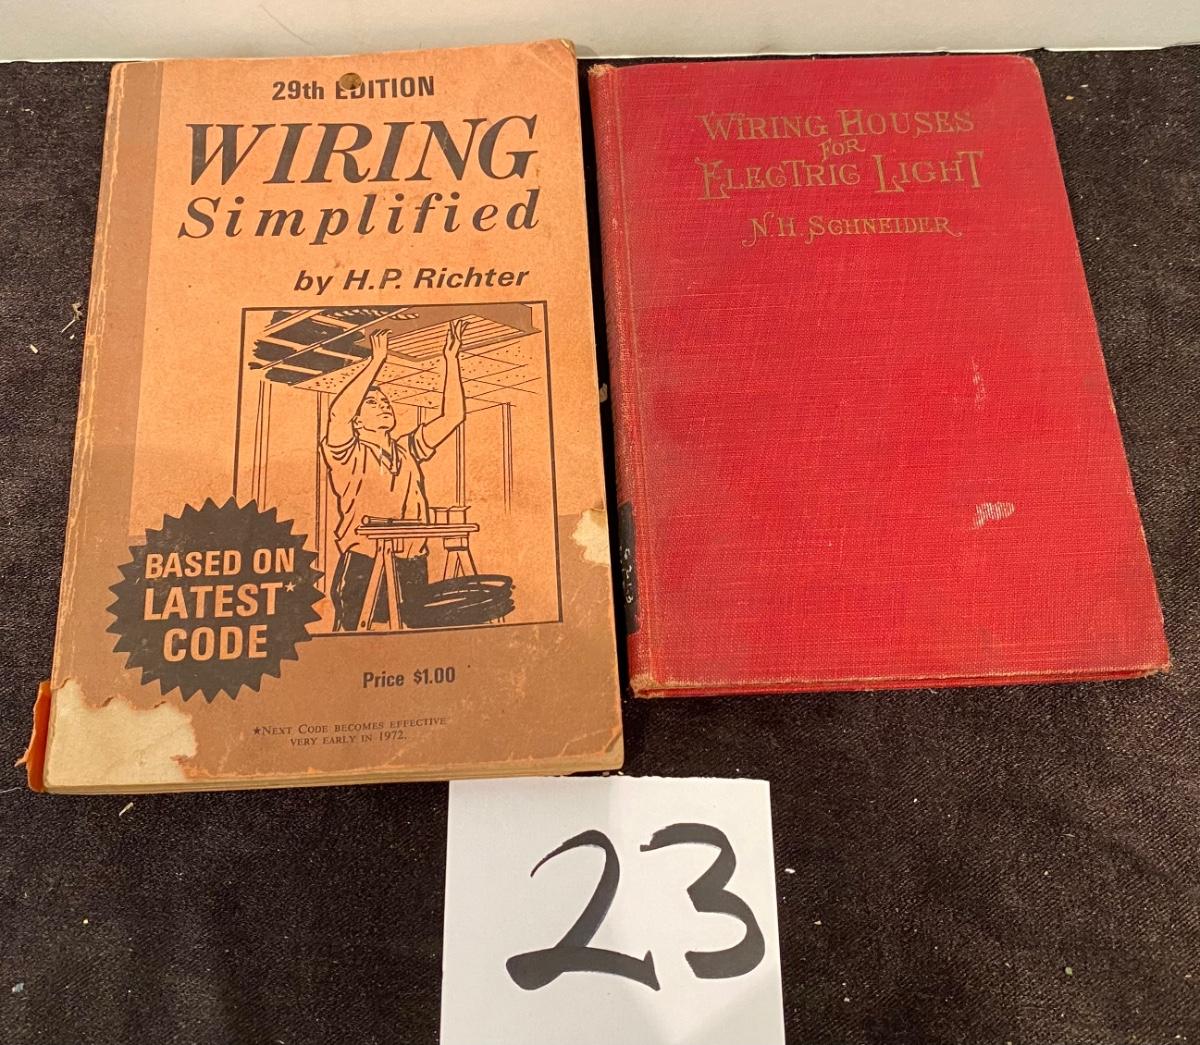 29th EDITION
WIRING
Simplified
by H.P. Richter
BASED ON
LATEST*
CODE
Price $1.00
★NEXT CODE BECOMES EFFECTIVE
VERY EARLY IN 1972.
WIRING HOUSES
FOR
ELECTRIC LIGHT
N. H. SCHNEIDER
23